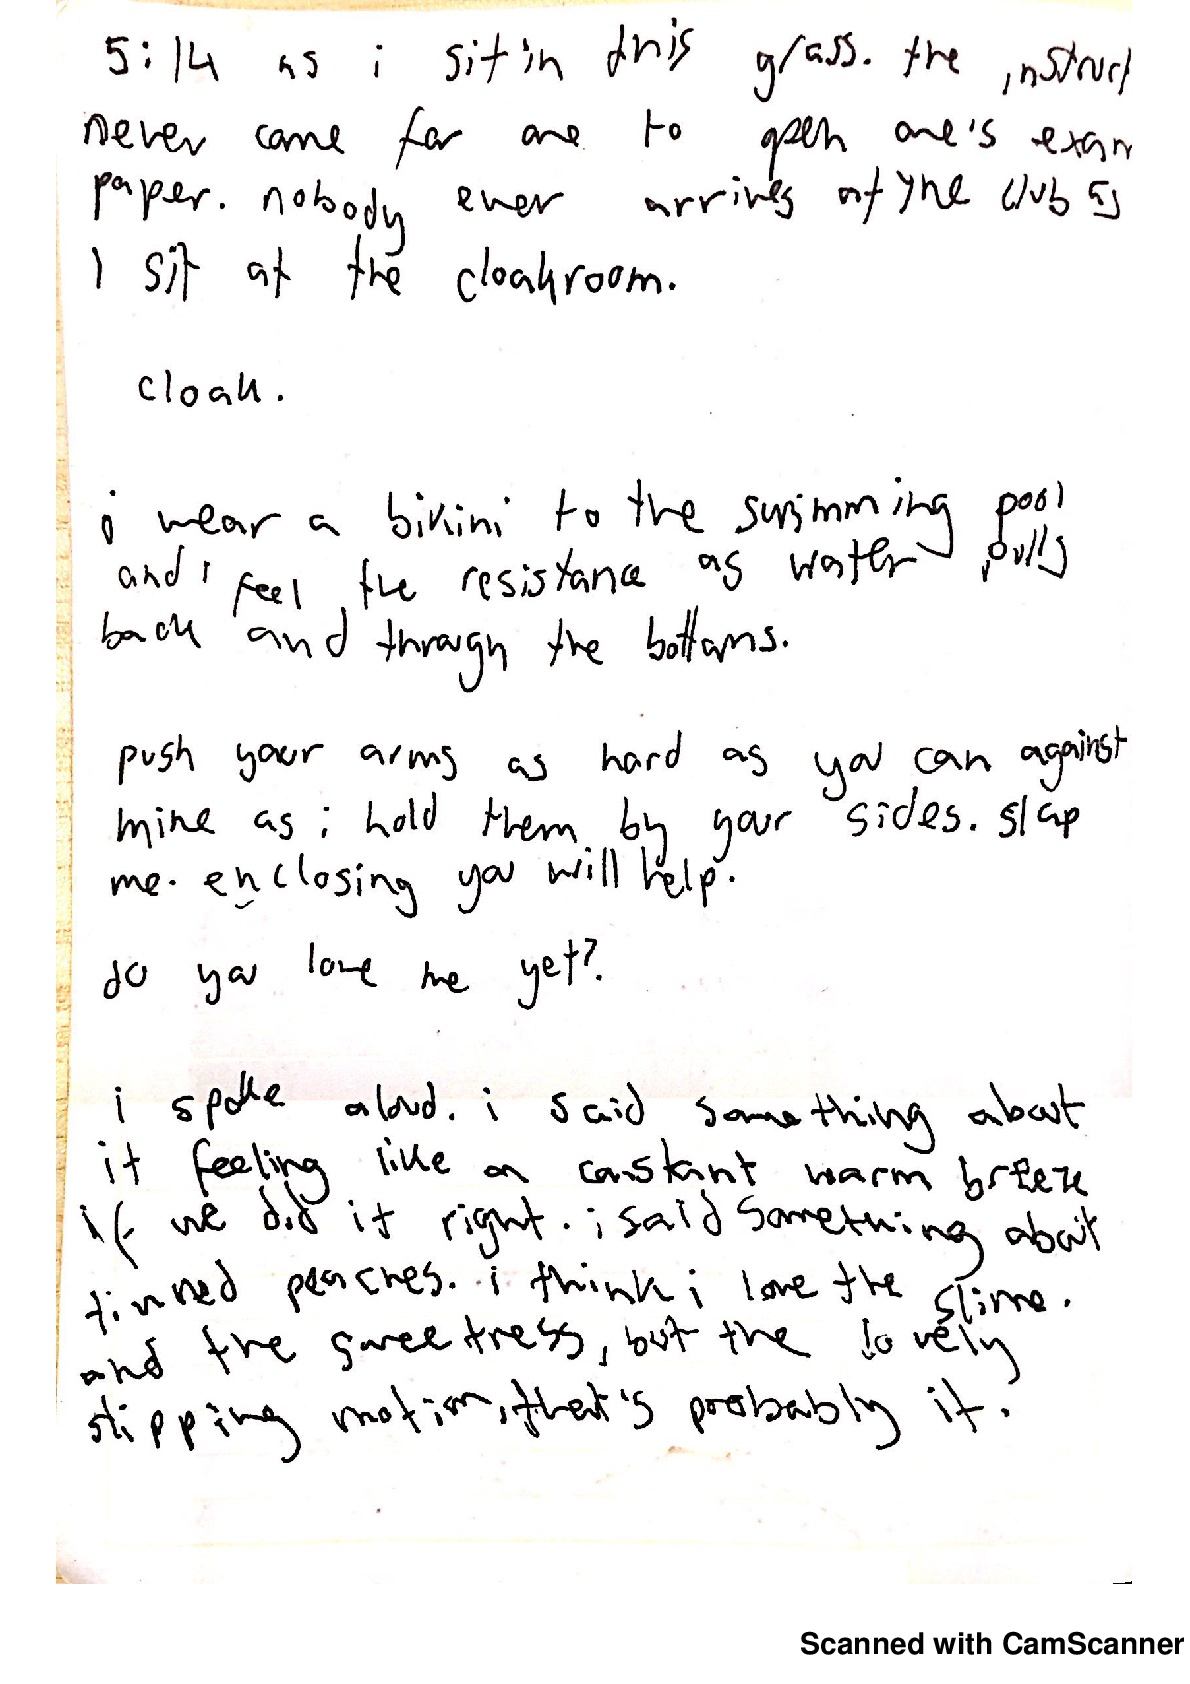 5:14 as i sit in this grass. the instruct
never came for one to open one's exam
paper. nobody ever arrives at the club as
I sit at the cloakroom.
cloak.
i wear a bikini to the swimming pool
and i feel the resistance as water pulls
back and through the bottoms.
push your arms as hard as you can against
mine as i hold them by your sides. slap
me. enclosing you will help.
do you love me yet?
i spoke aloud. i said something about
it feeling like a constant warm breeze
if we did it right. i said something about
tinned peaches. i think i love the slime.
and the sweetness, but the lovely
slipping motion, that's probably it.
Scanned with CamScanner